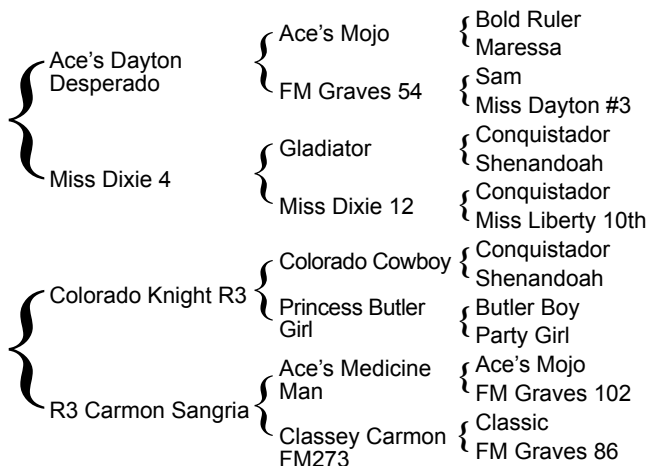 Ace's Dayton
Desperado
Ace's Mojo
Bold Ruler
Maressa
FM Graves 54
Sam
Miss Dayton #3
Miss Dixie 4
Gladiator
Conquistador
Shenandoah
Miss Dixie 12
Conquistador
Miss Liberty 10th
Colorado Knight R3
Colorado Cowboy
Conquistador
Shenandoah
Princess Butler
Girl
Butler Boy
Party Girl
R3 Carmon Sangria
Ace's Medicine
Man
Ace's Mojo
FM Graves 102
Classey Carmon
FM273
Classic
FM Graves 86